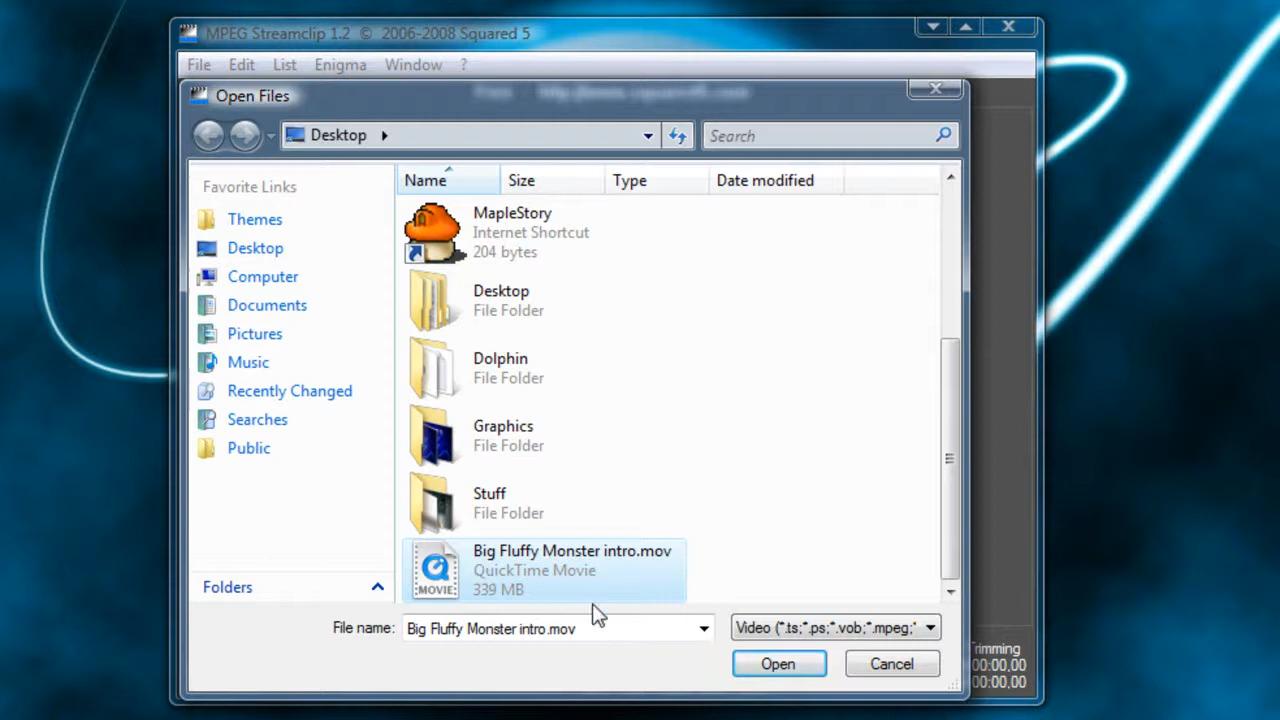 MPEG Streamclip 1.2 © 2006-2008 Squared 5
File Edit List Enigma Window ?
Open Files
Desktop
Search
Favorite Links
Name Size Type Date modified
Themes
Desktop
Computer
Documents
Pictures
Music
Recently Changed
Searches
Public
Folders
MapleStory
Internet Shortcut
204 bytes
Desktop
File Folder
Dolphin
File Folder
Graphics
File Folder
Stuff
File Folder
Big Fluffy Monster intro.mov
QuickTime Movie
339 MB
MOVIE
File name: Big Fluffy Monster intro.mov Video (*.ts;*.ps;*.vob;*.mpeg;*
Open Cancel
Trimming
00:00,00
00:00,00